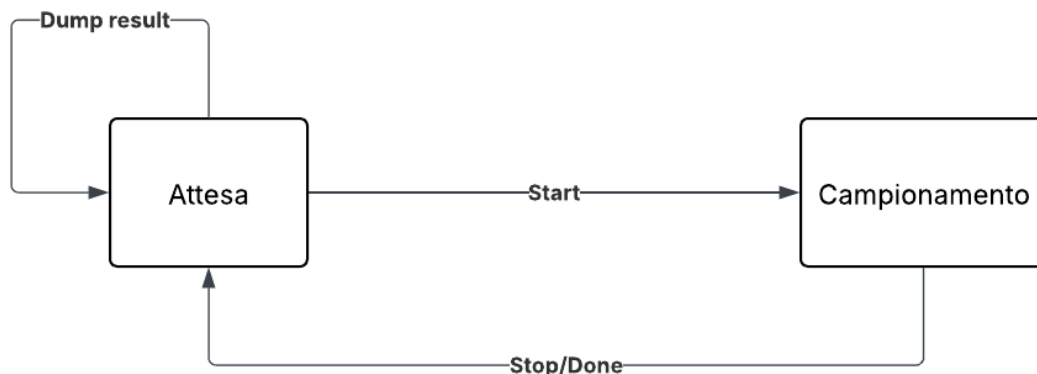 Dump result
Attesa
Start
Campionamento
Stop/Done